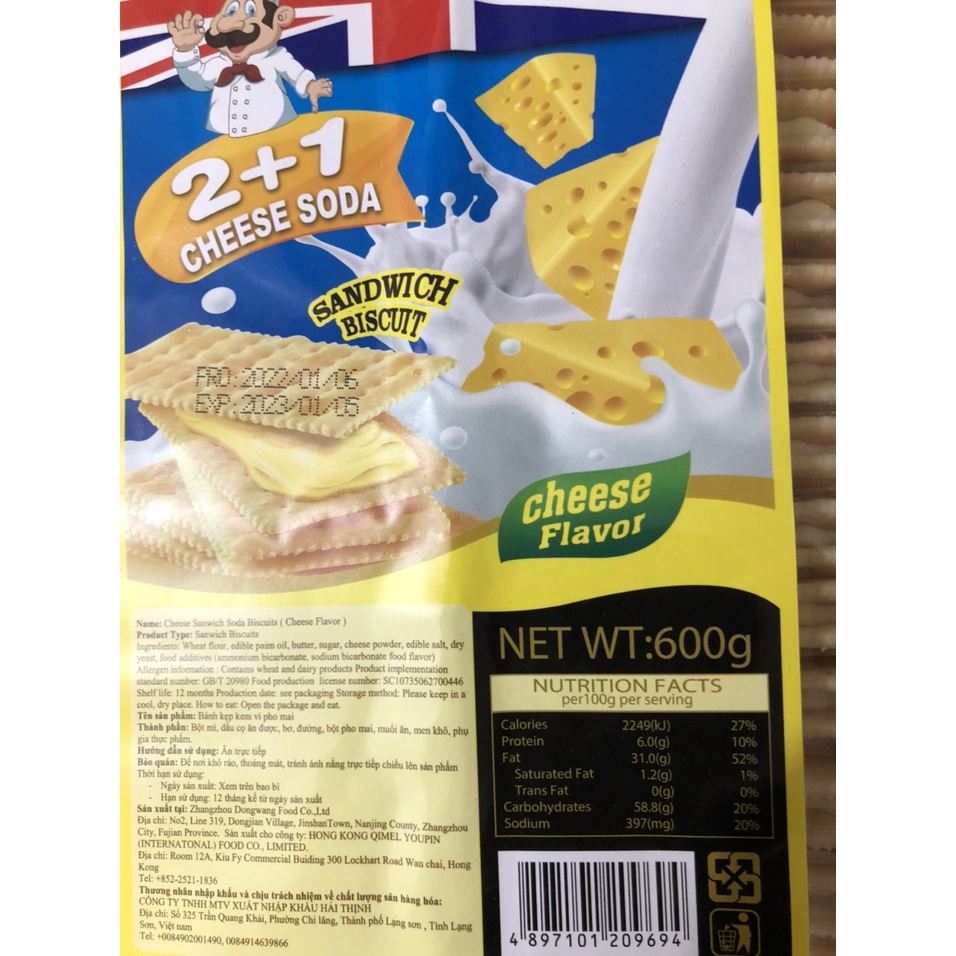 2+1
CHEESE SODA
SANDWICH
BISCUIT
PRO: 2022/01/06
EXP: 2023/01/05
cheese
Flavor
Name: Cheese Sanwich Soda Biscuits ( Cheese Flavor )
Product Type: Sanwich Biscuits
Ingredients: Wheat flour, edible paim oil, butter, sugar, cheese powder, edible salt, dry
yeast, food additives (ammonium bicarbonate, sodium bicarbonate food flavor)
Allergen information : Contains wheat and dairy products Product implementation
standard number: GB/T 20980 Food production license number: SC10735062700446
Shelf life: 12 months Production date: see packaging Storage method: Please keep in a
cool, dry place. How to eat: Open the package and eat.
Tên sản phẩm: Bánh kẹp kem vị pho mai
Thành phần: Bột mì, dầu cọ ăn được, bơ, đường, bột pho mai, muối ăn, men khô, phụ
gia thực phẩm.
Hướng dẫn sử dụng: Ăn trực tiếp
Bảo quản: Để nơi khô ráo, thoáng mát, tránh ánh nắng trực tiếp chiếu lên sản phẩm
Thời hạn sử dụng:
- Ngày sản xuất: Xem trên bao bì
- Hạn sử dụng: 12 tháng kể từ ngày sản xuất
Sản xuất tại: Zhangzhou Dongwang Food Co.,Ltd
Địa chỉ: No2, Line 319, Dongjian Village, JinshanTown, Nanjing County, Zhangzhou
City, Fujian Province. Sản xuất cho công ty: HONG KONG QIMEL YOUPIN
(INTERNATONAL) FOOD CO., LIMITED.
Địa chỉ: Room 12A, Kiu Fy Commercial Buiding 300 Lockhart Road Wan chai, Hong
Kong
Tel: +852-2521-1836
Thương nhân nhập khẩu và chịu trách nhiệm về chất lượng sản hàng hóa:
CÔNG TY TNHH MTV XUẤT NHẬP KHẨU HẢI THỊNH
Địa chỉ: Số 325 Trần Quang Khải, Phường Chi lăng, Thành phố Lạng sơn , Tỉnh Lạng
Sơn, Việt nam
Tel: +0084902001490, 0084914639866
NET WT:600g
NUTRITION FACTS
per100g per serving
Calories 2249(kJ) 27%
Protein 6.0(g) 10%
Fat 31.0(g) 52%
Saturated Fat 1.2(g) 1%
Trans Fat 0(g) 0%
Carbohydrates 58.8(g) 20%
Sodium 397(mg) 20%
4 897101 209694